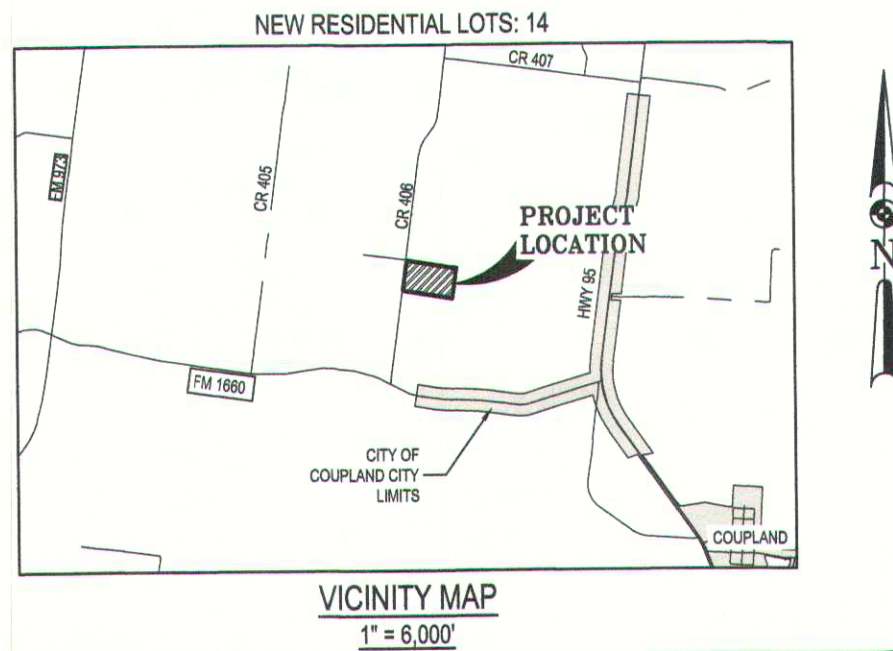 NEW RESIDENTIAL LOTS: 14
CR 407
FM 973
CR 405
CR 406
PROJECT
LOCATION
HWY 95
N
FM 1660
CITY OF
COUPLAND CITY
LIMITS
COUPLAND
VICINITY MAP
1" = 6,000'